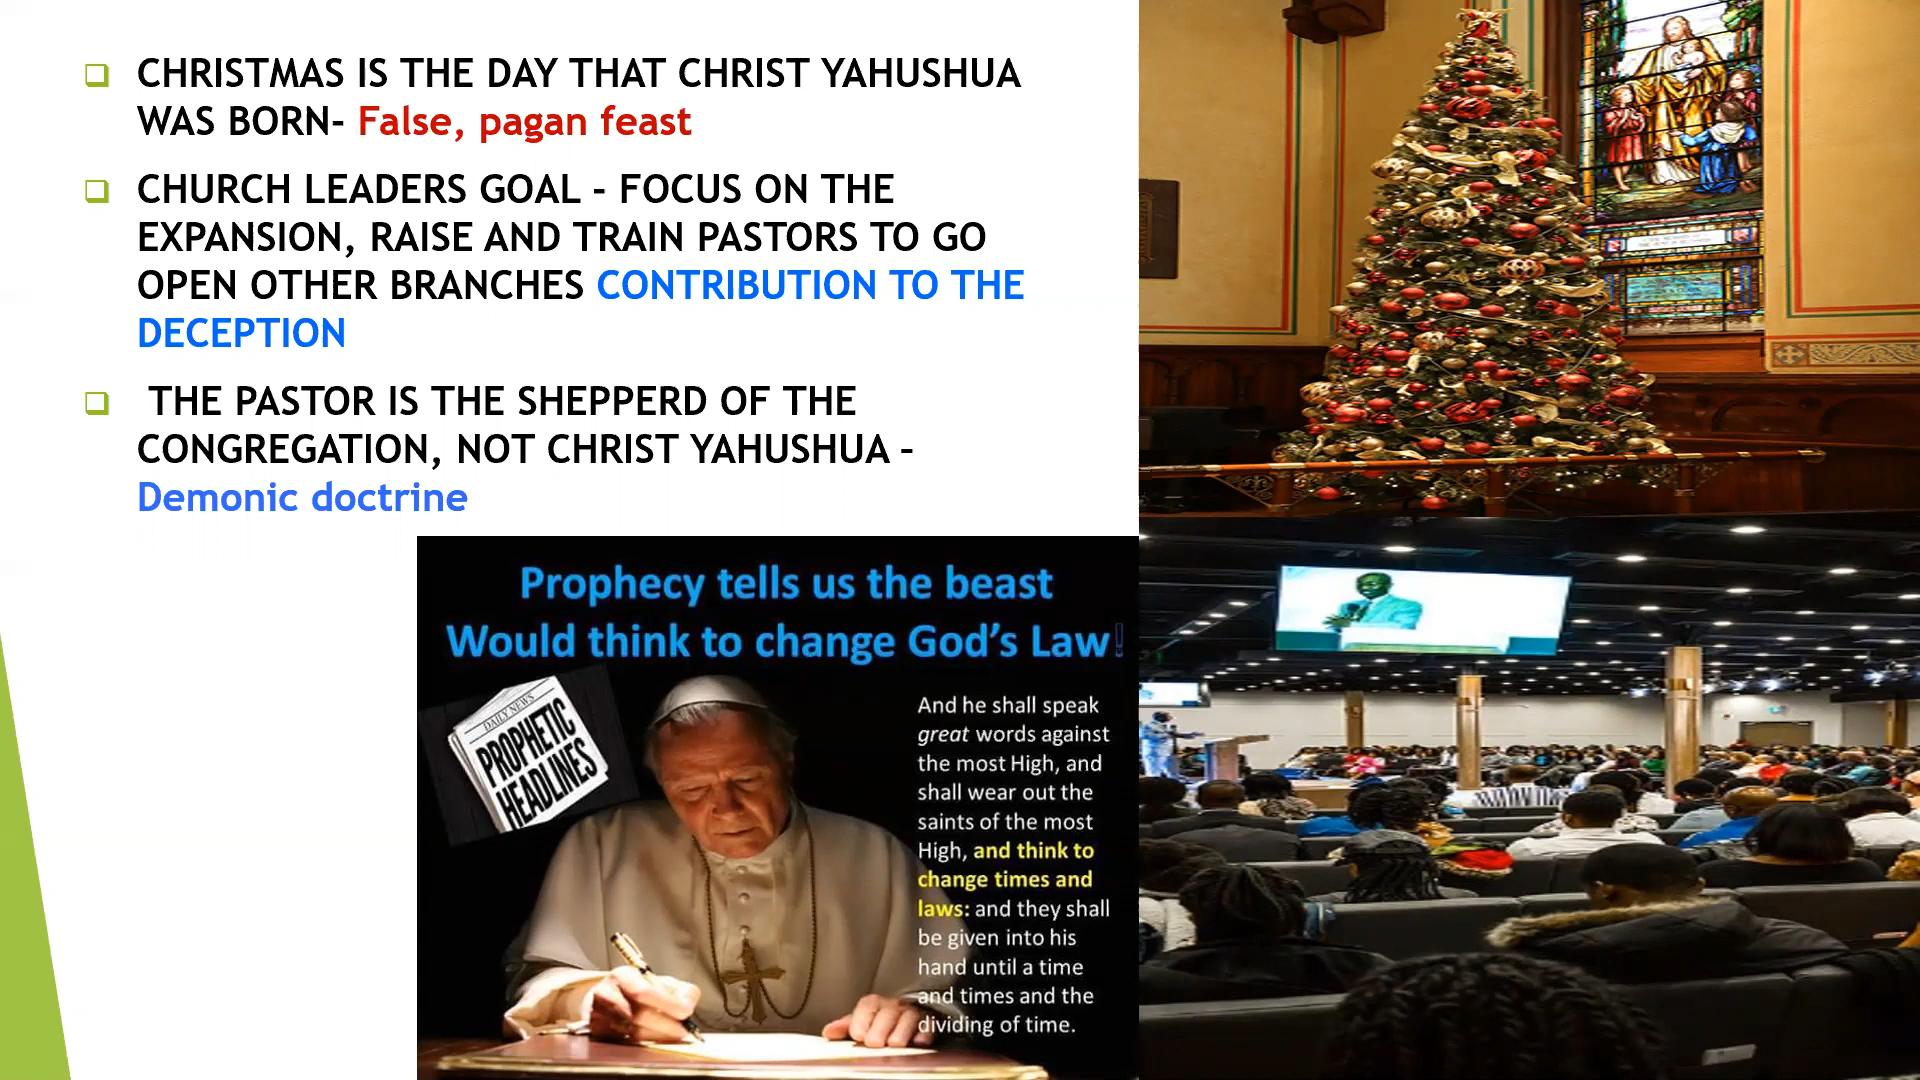 CHRISTMAS IS THE DAY THAT CHRIST YAHUSHUA
WAS BORN- False, pagan feast
CHURCH LEADERS GOAL - FOCUS ON THE
EXPANSION, RAISE AND TRAIN PASTORS TO GO
OPEN OTHER BRANCHES CONTRIBUTION TO THE
DECEPTION
THE PASTOR IS THE SHEPPERD OF THE
CONGREGATION, NOT CHRIST YAHUSHUA –
Demonic doctrine
Prophecy tells us the beast
Would think to change God's Law!
DAILY NEWS
PROPHETIC
HEADLINES
And he shall speak
great words against
the most High, and
shall wear out the
saints of the most
High, and think to
change times and
laws: and they shall
be given into his
hand until a time
and times and the
dividing of time.